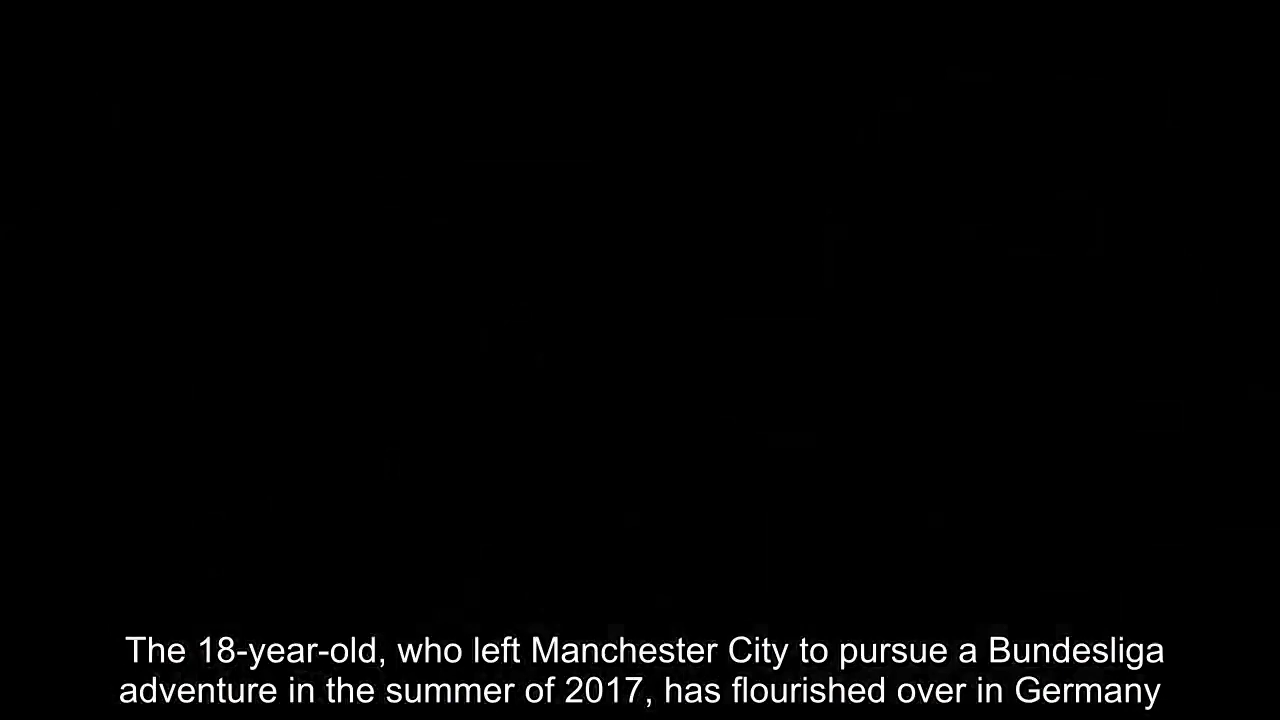 The 18-year-old, who left Manchester City to pursue a Bundesliga
adventure in the summer of 2017, has flourished over in Germany